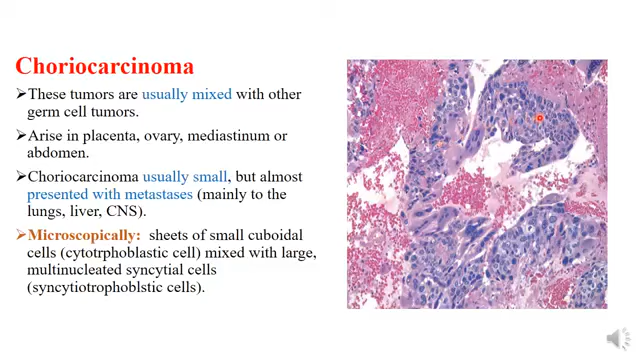 Choriocarcinoma
➢These tumors are usually mixed with other
germ cell tumors.
➢Arise in placenta, ovary, mediastinum or
abdomen.
➢Choriocarcinoma usually small, but almost
presented with metastases (mainly to the
lungs, liver, CNS).
➢Microscopically: sheets of small cuboidal
cells (cytotrphoblastic cell) mixed with large,
multinucleated syncytial cells
(syncytiotrophoblstic cells).